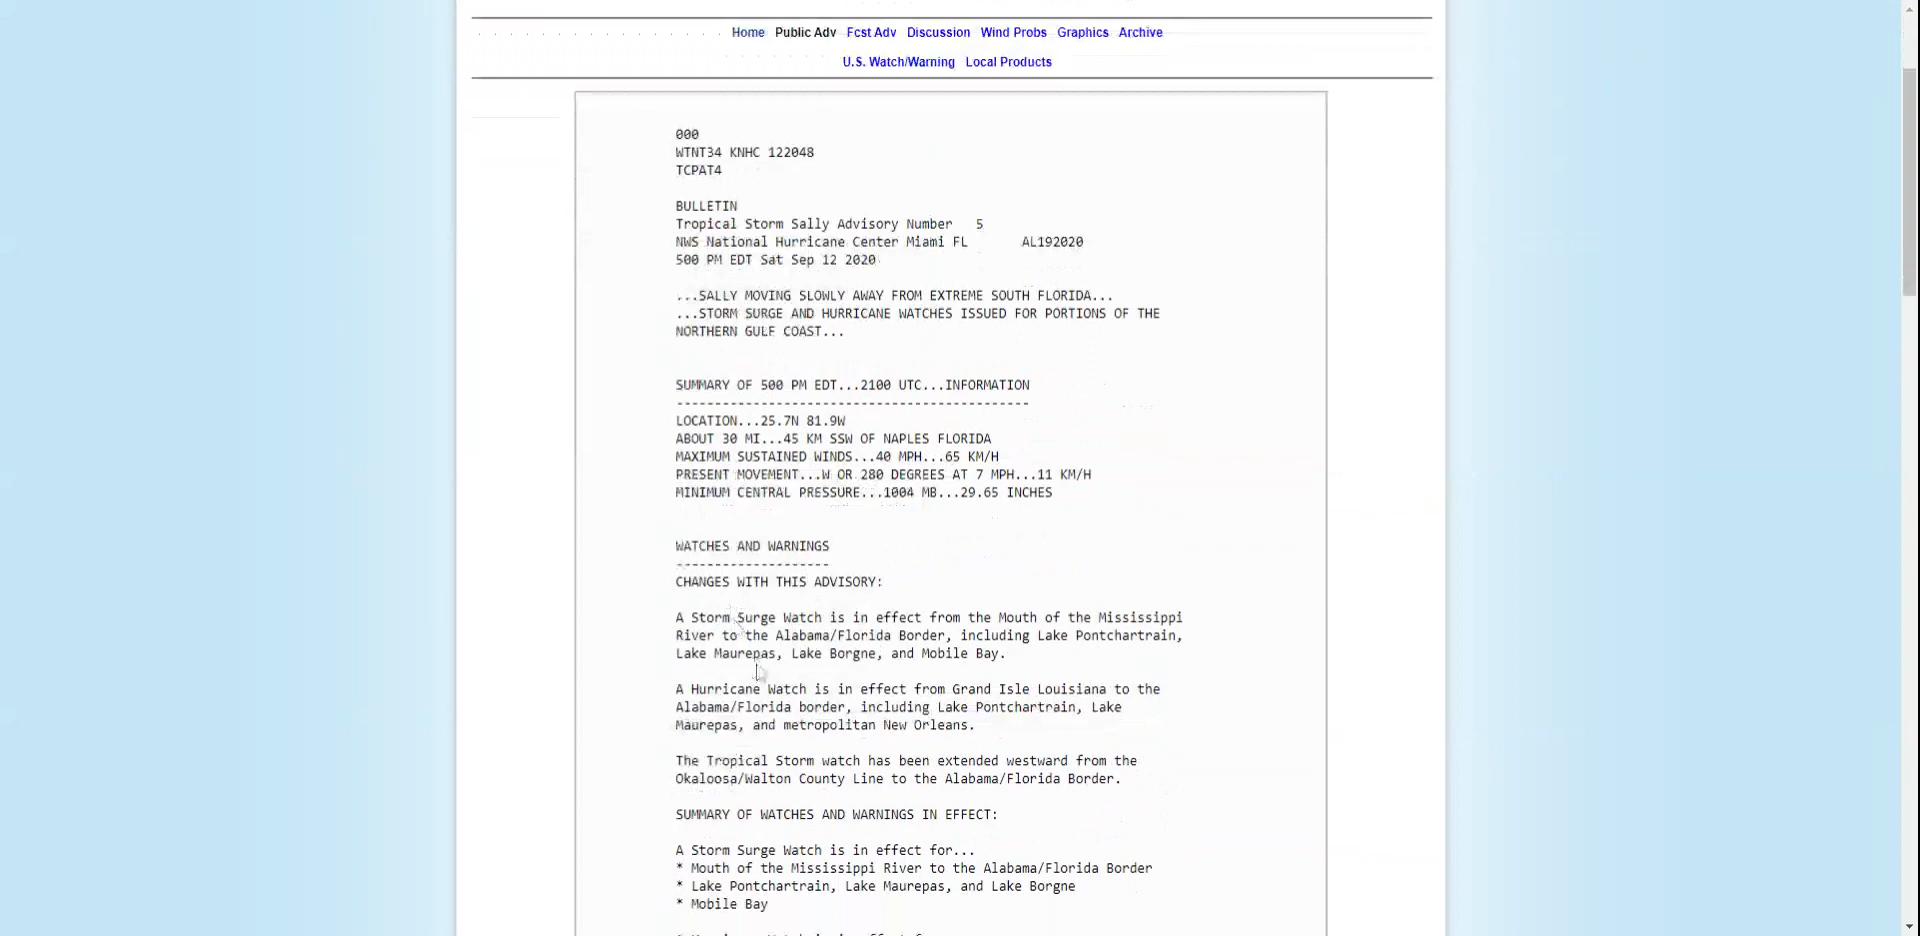 Home Public Adv Fcst Adv Discussion Wind Probs Graphics Archive
U.S. Watch/Warning Local Products
000
WTNT34 KNHC 122048
TCPAT4
BULLETIN
Tropical Storm Sally Advisory Number 5
NWS National Hurricane Center Miami FL AL192020
500 PM EDT Sat Sep 12 2020
...SALLY MOVING SLOWLY AWAY FROM EXTREME SOUTH FLORIDA...
...STORM SURGE AND HURRICANE WATCHES ISSUED FOR PORTIONS OF THE
NORTHERN GULF COAST...
SUMMARY OF 500 PM EDT...2100 UTC...INFORMATION
----------------------------------------------
LOCATION...25.7N 81.9W
ABOUT 30 MI...45 KM SSW OF NAPLES FLORIDA
MAXIMUM SUSTAINED WINDS...40 MPH...65 KM/H
PRESENT MOVEMENT...W OR 280 DEGREES AT 7 MPH...11 KM/H
MINIMUM CENTRAL PRESSURE...1004 MB...29.65 INCHES
WATCHES AND WARNINGS
--------------------
CHANGES WITH THIS ADVISORY:
A Storm Surge Watch is in effect from the Mouth of the Mississippi
River to the Alabama/Florida Border, including Lake Pontchartrain,
Lake Maurepas, Lake Borgne, and Mobile Bay.
A Hurricane Watch is in effect from Grand Isle Louisiana to the
Alabama/Florida border, including Lake Pontchartrain, Lake
Maurepas, and metropolitan New Orleans.
The Tropical Storm watch has been extended westward from the
Okaloosa/Walton County Line to the Alabama/Florida Border.
SUMMARY OF WATCHES AND WARNINGS IN EFFECT:
A Storm Surge Watch is in effect for...
* Mouth of the Mississippi River to the Alabama/Florida Border
* Lake Pontchartrain, Lake Maurepas, and Lake Borgne
* Mobile Bay